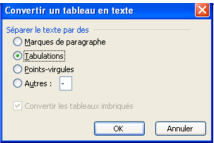 Convertir un tableau en texte
Séparer le texte par des
Marques de paragraphe
Tabulations
Points-virgules
Autres : -
Convertir les tableaux imbriqués
OK Annuler